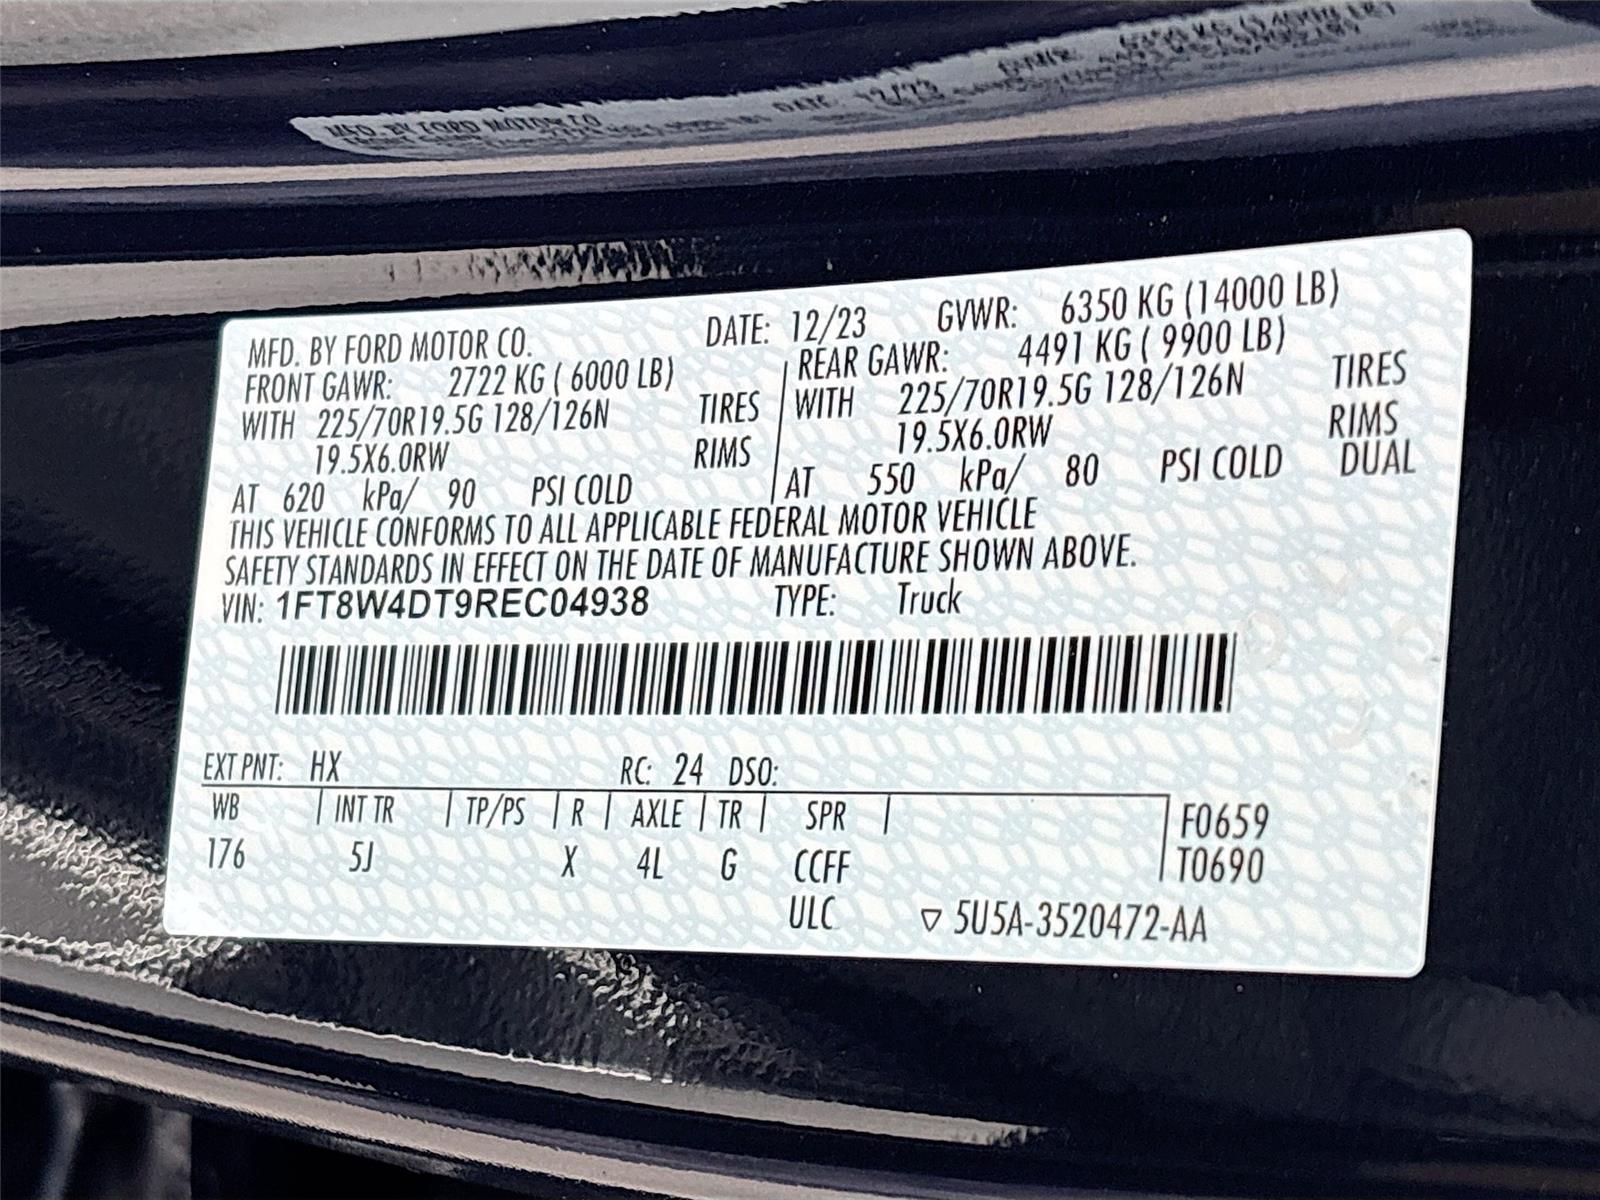 MFD. BY FORD MOTOR CO. DATE: 12/23 GVWR: 6350 KG (14000 LB)
FRONT GAWR: 2722 KG ( 6000 LB) REAR GAWR: 4491 KG ( 9900 LB)
WITH 225/70R19.5G 128/126N TIRES WITH 225/70R19.5G 128/126N TIRES
19.5X6.0RW RIMS 19.5X6.0RW RIMS
AT 620 kPa/ 90 PSI COLD AT 550 kPa/ 80 PSI COLD DUAL
THIS VEHICLE CONFORMS TO ALL APPLICABLE FEDERAL MOTOR VEHICLE
SAFETY STANDARDS IN EFFECT ON THE DATE OF MANUFACTURE SHOWN ABOVE.
VIN: 1FT8W4DT9REC04938 TYPE: Truck
EXT PNT: HX RC: 24 DSO:
WB INT TR TP/PS R AXLE TR SPR F0659
176 5J X 4L G CCFF T0690
ULC ▽ 5U5A-3520472-AA